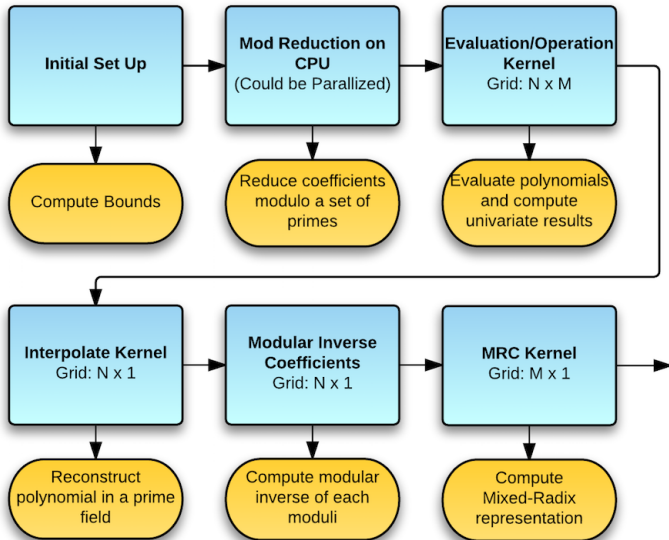 Initial Set Up
Mod Reduction on
CPU
(Could be Parallized)
Evaluation/Operation
Kernel
Grid: N x M
Compute Bounds
Reduce coefficients
modulo a set of
primes
Evaluate polynomials
and compute
univariate results
Interpolate Kernel
Grid: N x 1
Modular Inverse
Coefficients
Grid: N x 1
MRC Kernel
Grid: M x 1
Reconstruct
polynomial in a prime
field
Compute modular
inverse of each
moduli
Compute
Mixed-Radix
representation